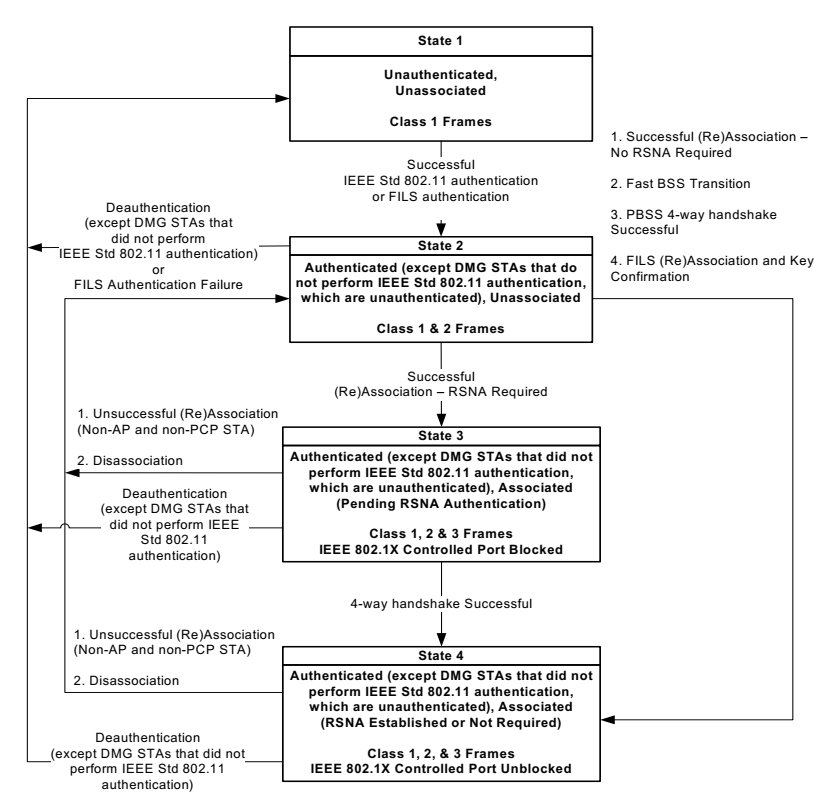 State 1
Unauthenticated,
Unassociated
Class 1 Frames
Successful
IEEE Std 802.11 authentication
or FILS authentication
1. Successful (Re)Association –
No RSNA Required
2. Fast BSS Transition
3. PBSS 4-way handshake
Successful
4. FILS (Re)Association and Key
Confirmation
Deauthentication
(except DMG STAs that
did not perform
IEEE Std 802.11 authentication)
or
FILS Authentication Failure
State 2
Authenticated (except DMG STAs that do
not perform IEEE Std 802.11 authentication,
which are unauthenticated), Unassociated
Class 1 & 2 Frames
Successful
(Re)Association – RSNA Required
1. Unsuccessful (Re)Association
(Non-AP and non-PCP STA)
2. Disassociation
Deauthentication
(except DMG STAs that
did not perform IEEE
Std 802.11
authentication)
State 3
Authenticated (except DMG STAs that did not
perform IEEE Std 802.11 authentication,
which are unauthenticated), Associated
(Pending RSNA Authentication)
Class 1, 2 & 3 Frames
IEEE 802.1X Controlled Port Blocked
4-way handshake Successful
1. Unsuccessful (Re)Association
(Non-AP and non-PCP STA)
2. Disassociation
Deauthentication
(except DMG STAs that did not
perform IEEE Std 802.11
authentication)
State 4
Authenticated (except DMG STAs that did not
perform IEEE Std 802.11 authentication,
which are unauthenticated), Associated
(RSNA Established or Not Required)
Class 1, 2, & 3 Frames
IEEE 802.1X Controlled Port Unblocked